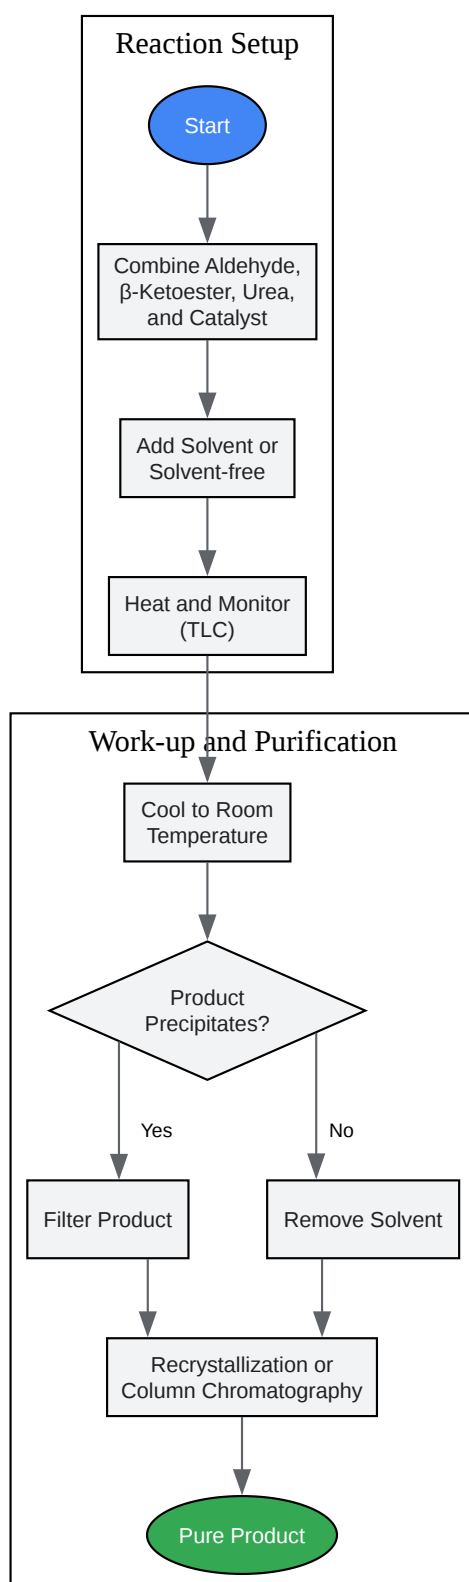 Reaction Setup
Start
Combine Aldehyde,
β-Ketoester, Urea,
and Catalyst
Add Solvent or
Solvent-free
Heat and Monitor
(TLC)
Work-up and Purification
Cool to Room
Temperature
Product
Precipitates?
Yes
No
Filter Product
Remove Solvent
Recrystallization or
Column Chromatography
Pure Product